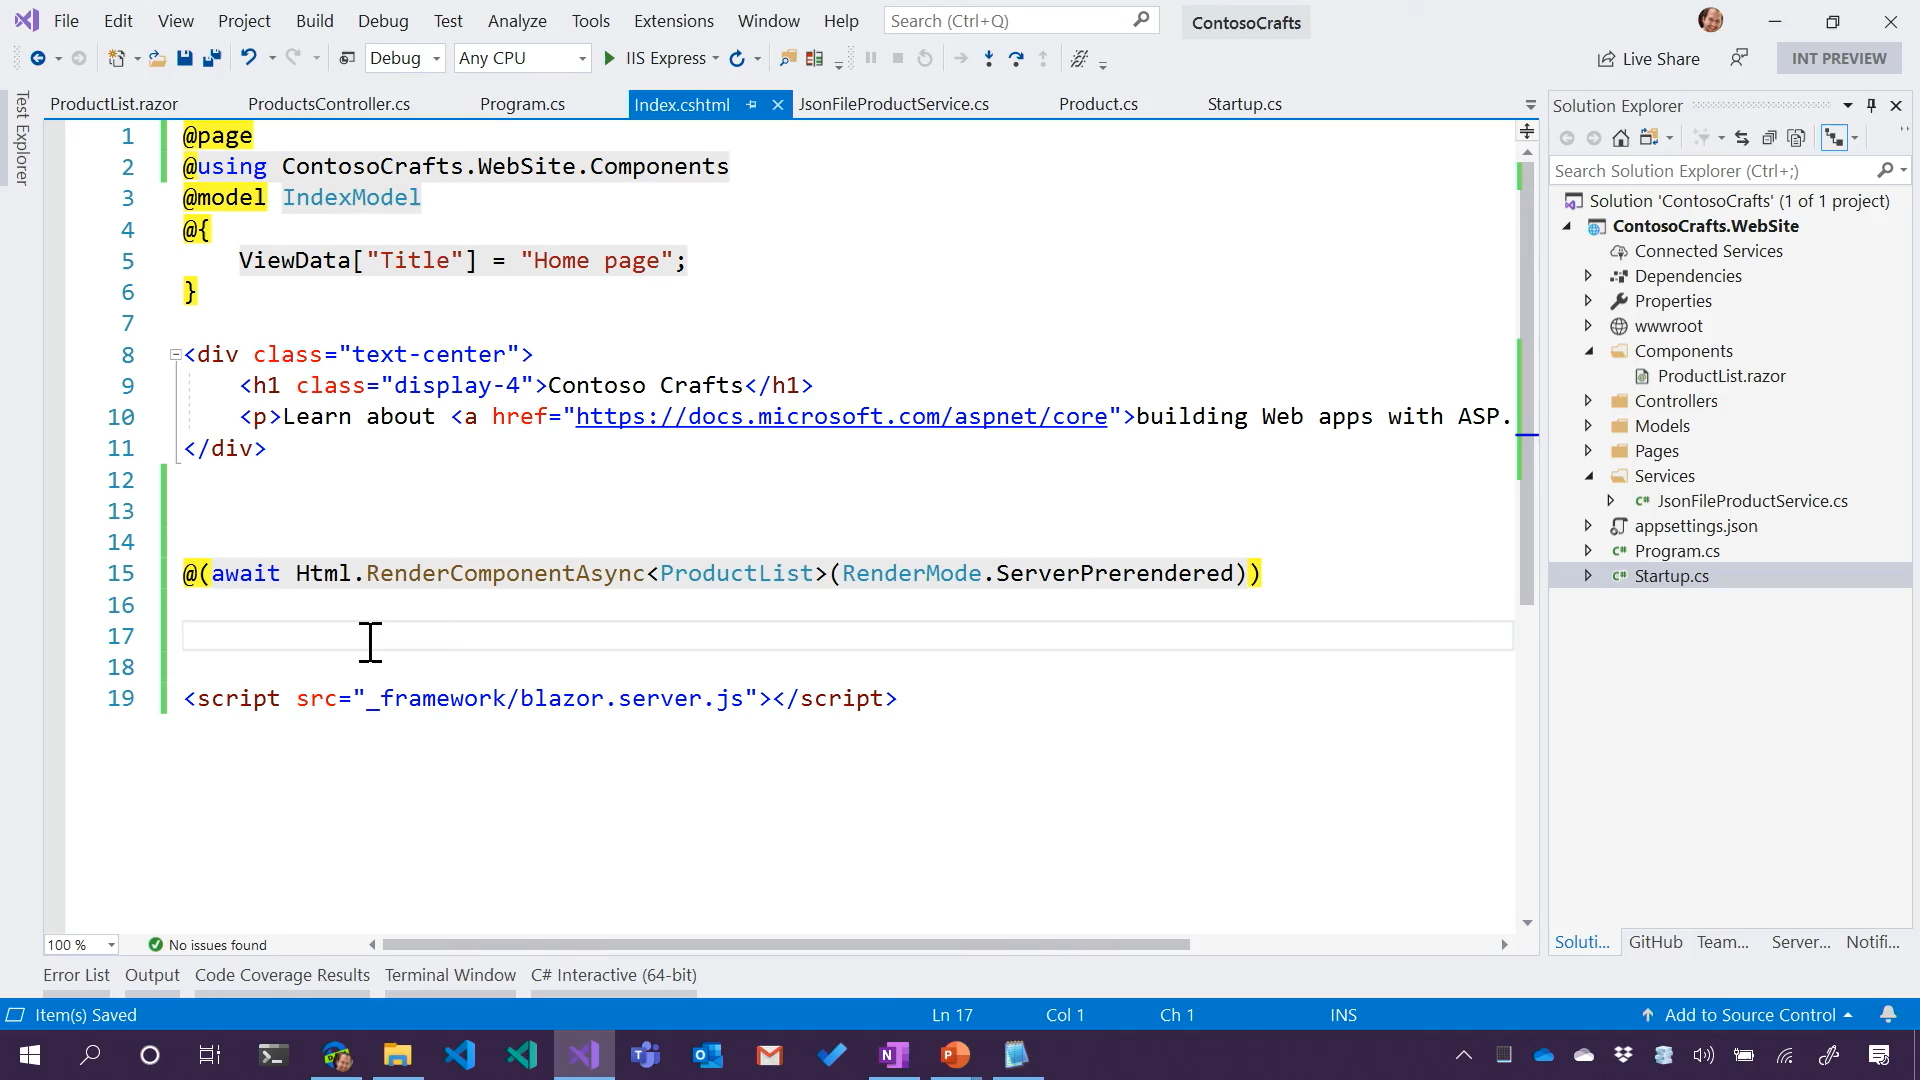 File Edit View Project Build Debug Test Analyze Tools Extensions Window Help Search (Ctrl+Q) ContosoCrafts
Debug Any CPU IIS Express Live Share INT PREVIEW
Test Explorer
ProductList.razor ProductsController.cs Program.cs Index.cshtml JsonFileProductService.cs Product.cs Startup.cs
1 @page
2 @using ContosoCrafts.WebSite.Components
3 @model IndexModel
4 @{
5 ViewData["Title"] = "Home page";
6 }
7
8 <div class="text-center">
9 <h1 class="display-4">Contoso Crafts</h1>
10 <p>Learn about <a href="https://docs.microsoft.com/aspnet/core">building Web apps with ASP.
11 </div>
12
13
14
15 @(await Html.RenderComponentAsync<ProductList>(RenderMode.ServerPrerendered))
16
17
18
19 <script src="_framework/blazor.server.js"></script>
100 % No issues found
Solution Explorer
Search Solution Explorer (Ctrl+;)
Solution 'ContosoCrafts' (1 of 1 project)
ContosoCrafts.WebSite
Connected Services
Dependencies
Properties
wwwroot
Components
ProductList.razor
Controllers
Models
Pages
Services
JsonFileProductService.cs
appsettings.json
Program.cs
Startup.cs
Soluti... GitHub Team... Server... Notifi...
Error List Output Code Coverage Results Terminal Window C# Interactive (64-bit)
Item(s) Saved Ln 17 Col 1 Ch 1 INS Add to Source Control